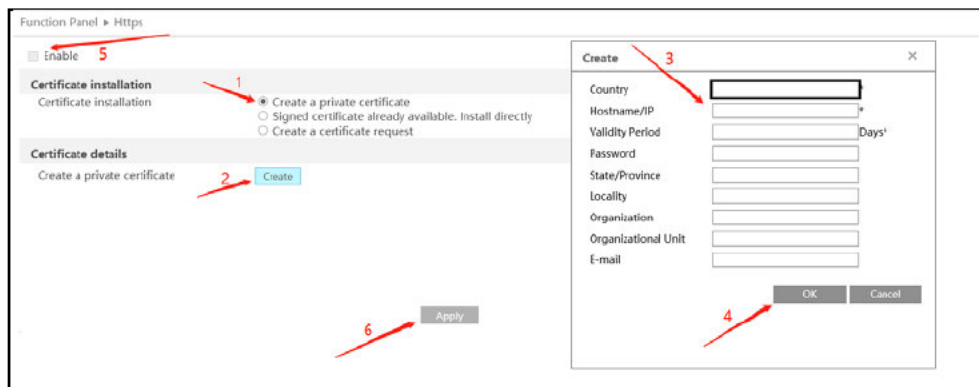 Function Panel ▸ Https
Enable
5
Certificate installation
Certificate installation
1
Create a private certificate
Signed certificate already available. Install directly
Create a certificate request
Certificate details
Create a private certificate
2
Create
6
Apply
Create
×
3
Country *
Hostname/IP *
Validity Period Days*
Password
State/Province
Locality
Organization
Organizational Unit
E-mail
OK Cancel
4